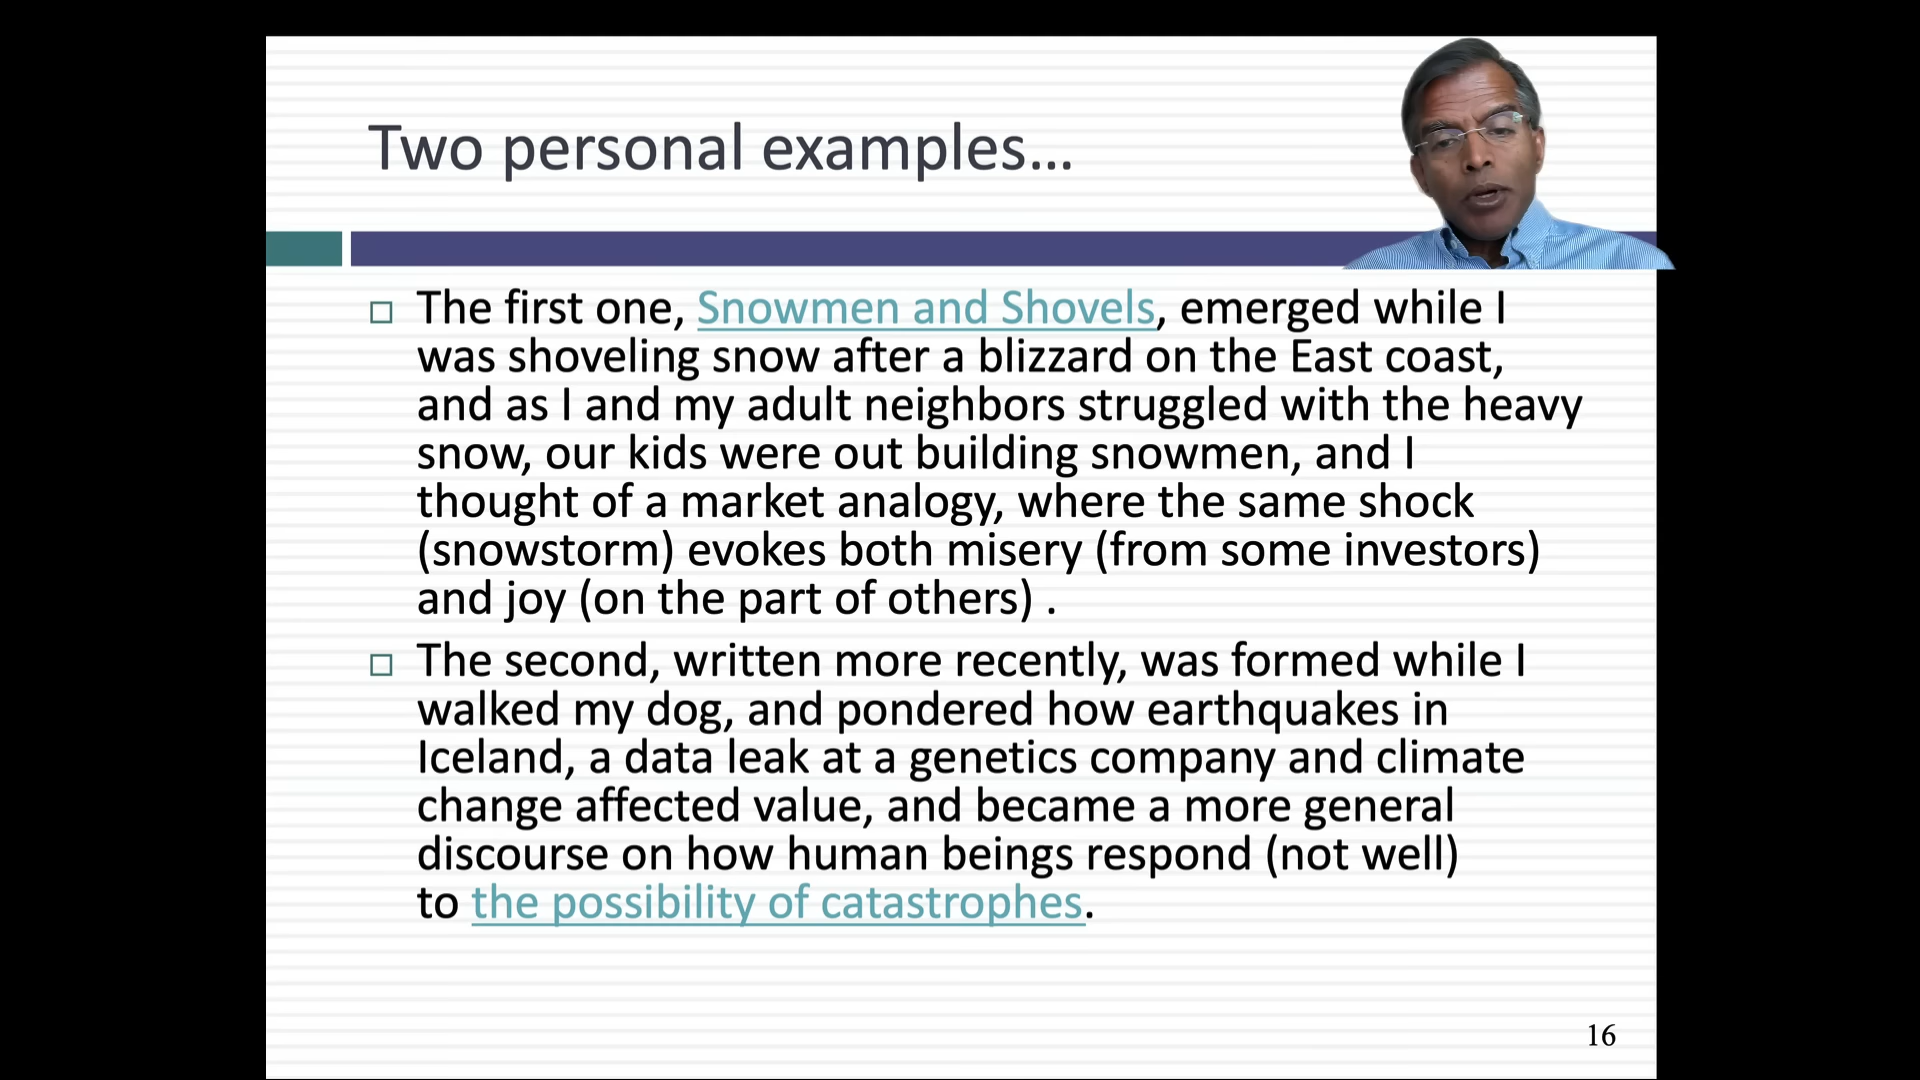 Two personal examples…
The first one, Snowmen and Shovels, emerged while I
was shoveling snow after a blizzard on the East coast,
and as I and my adult neighbors struggled with the heavy
snow, our kids were out building snowmen, and I
thought of a market analogy, where the same shock
(snowstorm) evokes both misery (from some investors)
and joy (on the part of others) .
The second, written more recently, was formed while I
walked my dog, and pondered how earthquakes in
Iceland, a data leak at a genetics company and climate
change affected value, and became a more general
discourse on how human beings respond (not well)
to the possibility of catastrophes.
16